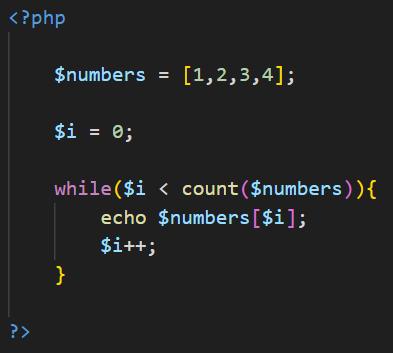 <?php
$numbers = [1,2,3,4];
$i = 0;
while($i < count($numbers)){
echo $numbers[$i];
$i++;
}
?>